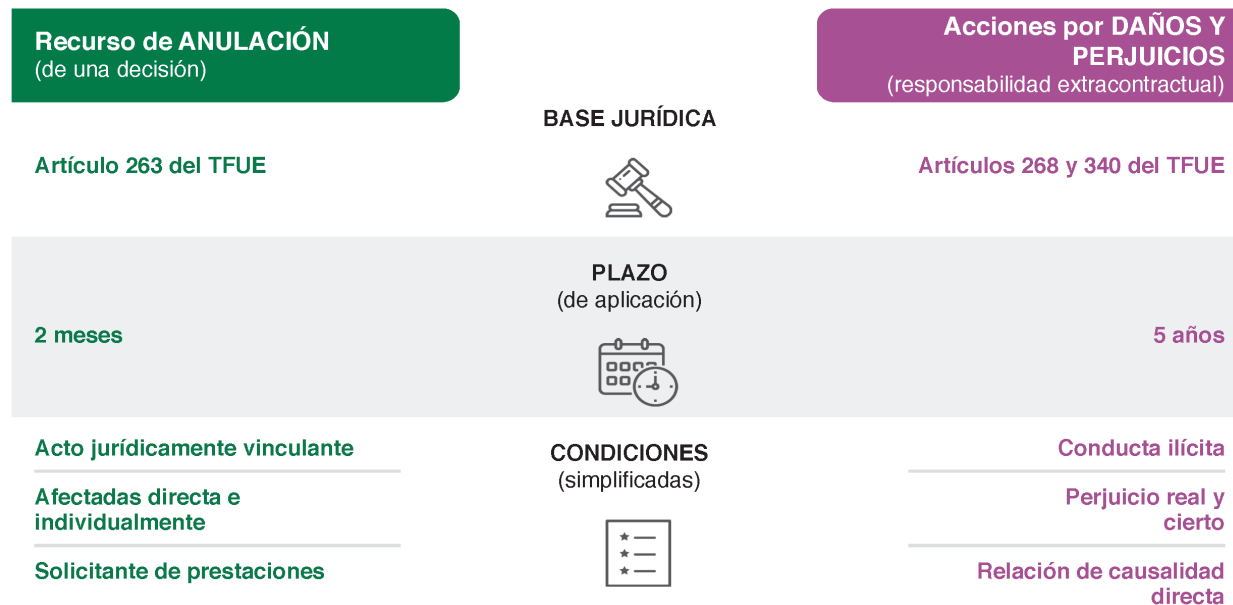 Recurso de ANULACIÓN
(de una decisión)
Acciones por DAÑOS Y
PERJUICIOS
(responsabilidad extracontractual)
BASE JURÍDICA
Artículo 263 del TFUE
Artículos 268 y 340 del TFUE
PLAZO
(de aplicación)
2 meses
5 años
CONDICIONES
(simplificadas)
Acto jurídicamente vinculante
Afectadas directa e
individualmente
Solicitante de prestaciones
Conducta ilícita
Perjuicio real y
cierto
Relación de causalidad
directa